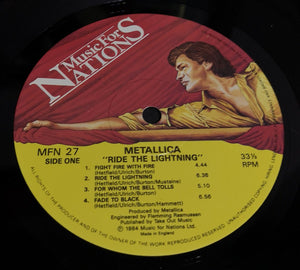 Music For
NATIONS
MFN 27
SIDE ONE
METALLICA
"RIDE THE LIGHTNING"
33⅓
RPM
1. FIGHT FIRE WITH FIRE 4.44
(Hetfield/Ulrich/Burton)
2. RIDE THE LIGHTNING 6.36
(Hetfield/Ulrich/Burton/Mustaine)
3. FOR WHOM THE BELL TOLLS 5.10
(Hetfield/Ulrich/Burton)
4. FADE TO BLACK 6.56
(Hetfield/Ulrich/Burton/Hammett)
Produced by Metallica
Engineered by Flemming Rasmussen
Published by Take Out Music
℗ 1984 Music for Nations Ltd.
Made in England
ALL RIGHTS OF THE PRODUCER AND OF THE OWNER OF THE WORK REPRODUCED RESERVED. UNAUTHORISED COPYING, HIRING, LENDING,